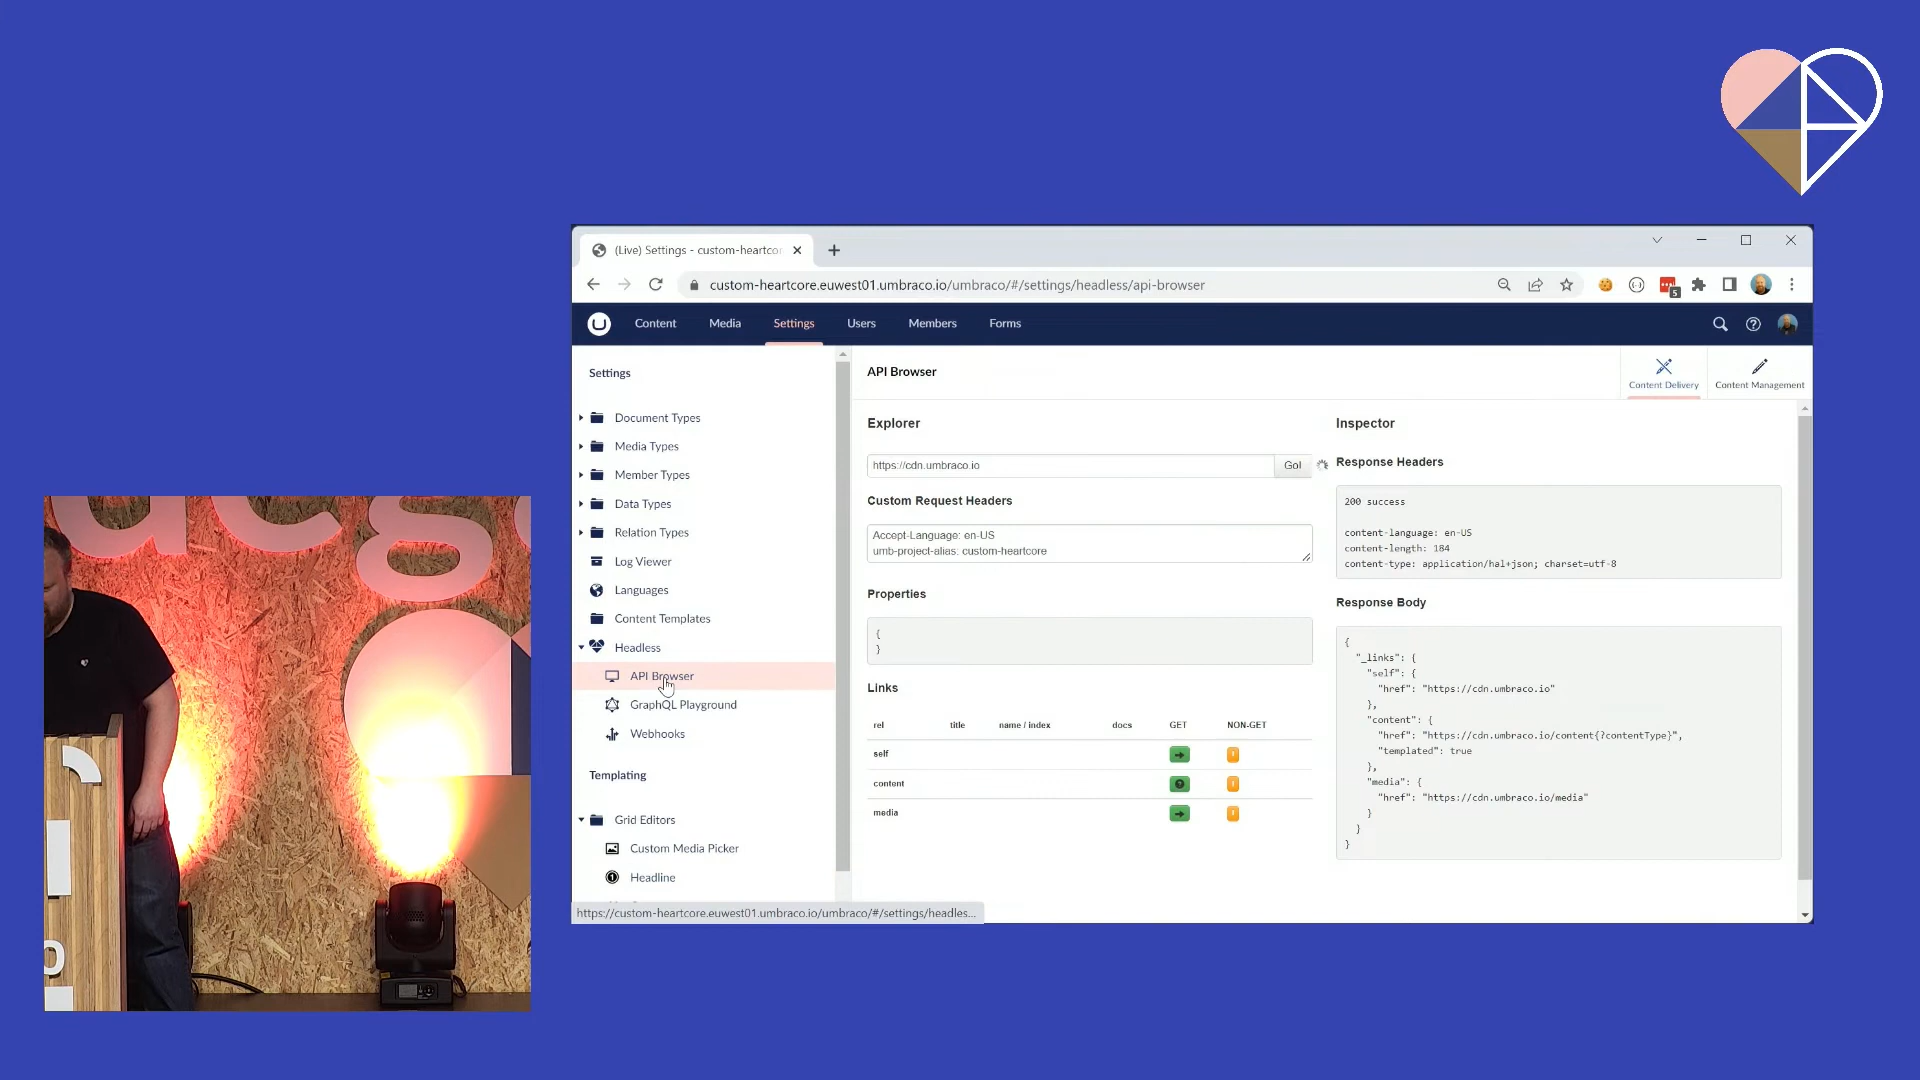 (Live) Settings - custom-heartco
custom-heartcore.euwest01.umbraco.io/umbraco/#/settings/headless/api-browser
5
Content
Media
Settings
Users
Members
Forms
Settings
Document Types
Media Types
Member Types
Data Types
Relation Types
Log Viewer
Languages
Content Templates
Headless
API Browser
GraphQL Playground
Webhooks
Templating
Grid Editors
Custom Media Picker
Headline
https://custom-heartcore.euwest01.umbraco.io/umbraco/#/settings/headles...
API Browser
Content Delivery
Content Management
Explorer
https://cdn.umbraco.io
Go!
Custom Request Headers
Accept-Language: en-US
umb-project-alias: custom-heartcore
Properties
{
}
Links
rel title name / index docs GET NON-GET
self
content
media
Inspector
Response Headers
200 success
content-language: en-US
content-length: 184
content-type: application/hal+json; charset=utf-8
Response Body
{
"_links": {
"self": {
"href": "https://cdn.umbraco.io"
},
"content": {
"href": "https://cdn.umbraco.io/content{?contentType}",
"templated": true
},
"media": {
"href": "https://cdn.umbraco.io/media"
}
}
}